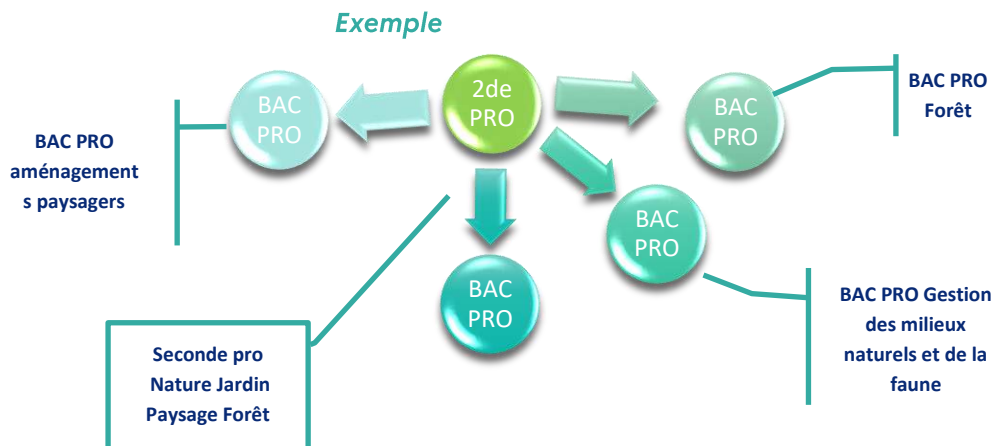 Exemple
2de
PRO
BAC
PRO
BAC PRO
aménagement
s paysagers
BAC
PRO
BAC PRO
Forêt
BAC
PRO
BAC PRO Gestion
des milieux
naturels et de la
faune
BAC
PRO
Seconde pro
Nature Jardin
Paysage Forêt